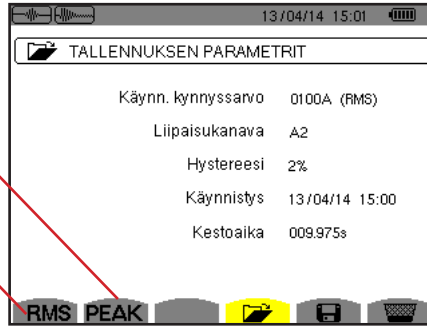 13/04/14 15:01
TALLENNUKSEN PARAMETRIT
Käynn. kynnyssarvo 0100A (RMS)
Liipaisukanava A2
Hystereesi 2%
Käynnistys 13/04/14 15:00
Kestoaika 009.975s
RMS PEAK